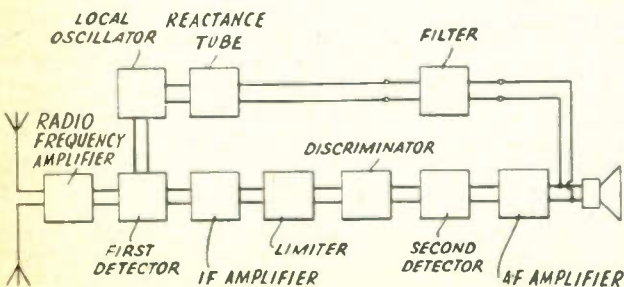 LOCAL
OSCILLATOR
REACTANCE
TUBE
FILTER
RADIO
FREQUENCY
AMPLIFIER
DISCRIMINATOR
FIRST
DETECTOR
IF AMPLIFIER
LIMITER
SECOND
DETECTOR
AF AMPLIFIER